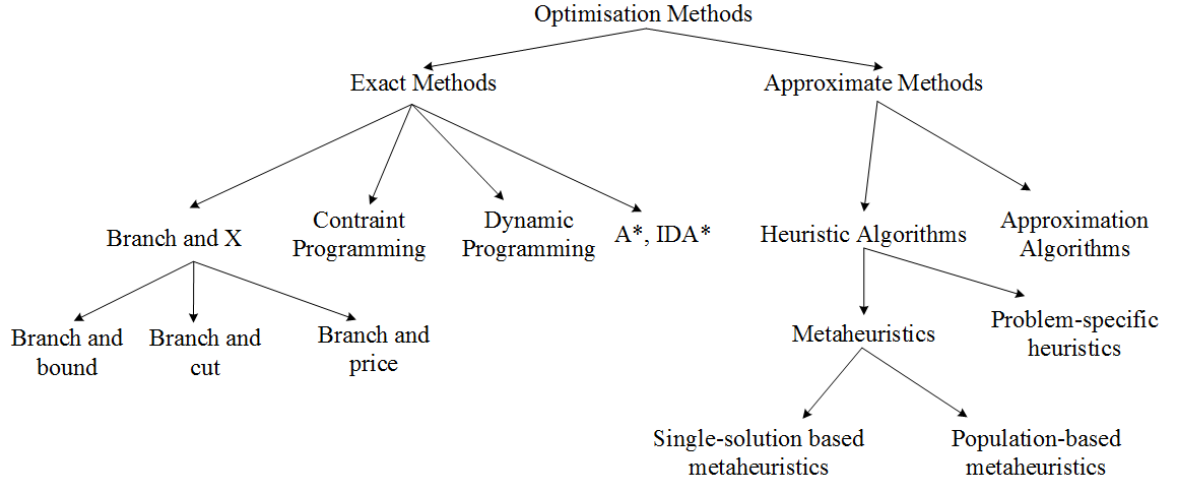 Optimisation Methods
Exact Methods
Approximate Methods
Branch and X
Contraint
Programming
Dynamic
Programming
A*, IDA*
Heuristic Algorithms
Approximation
Algorithms
Branch and
bound
Branch and
cut
Branch and
price
Metaheuristics
Problem-specific
heuristics
Single-solution based
metaheuristics
Population-based
metaheuristics